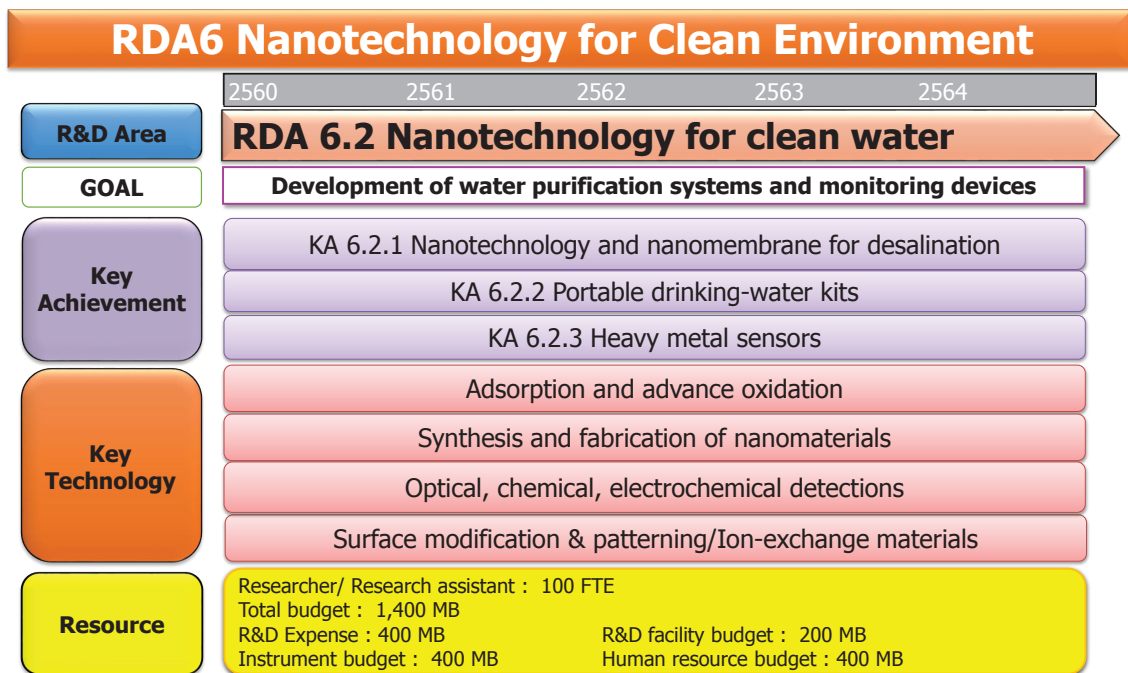 RDA6 Nanotechnology for Clean Environment
2560 2561 2562 2563 2564
R&D Area
RDA 6.2 Nanotechnology for clean water
GOAL
Development of water purification systems and monitoring devices
Key
Achievement
KA 6.2.1 Nanotechnology and nanomembrane for desalination
KA 6.2.2 Portable drinking-water kits
KA 6.2.3 Heavy metal sensors
Key
Technology
Adsorption and advance oxidation
Synthesis and fabrication of nanomaterials
Optical, chemical, electrochemical detections
Surface modification & patterning/Ion-exchange materials
Resource
Researcher/ Research assistant : 100 FTE
Total budget : 1,400 MB
R&D Expense : 400 MB R&D facility budget : 200 MB
Instrument budget : 400 MB Human resource budget : 400 MB